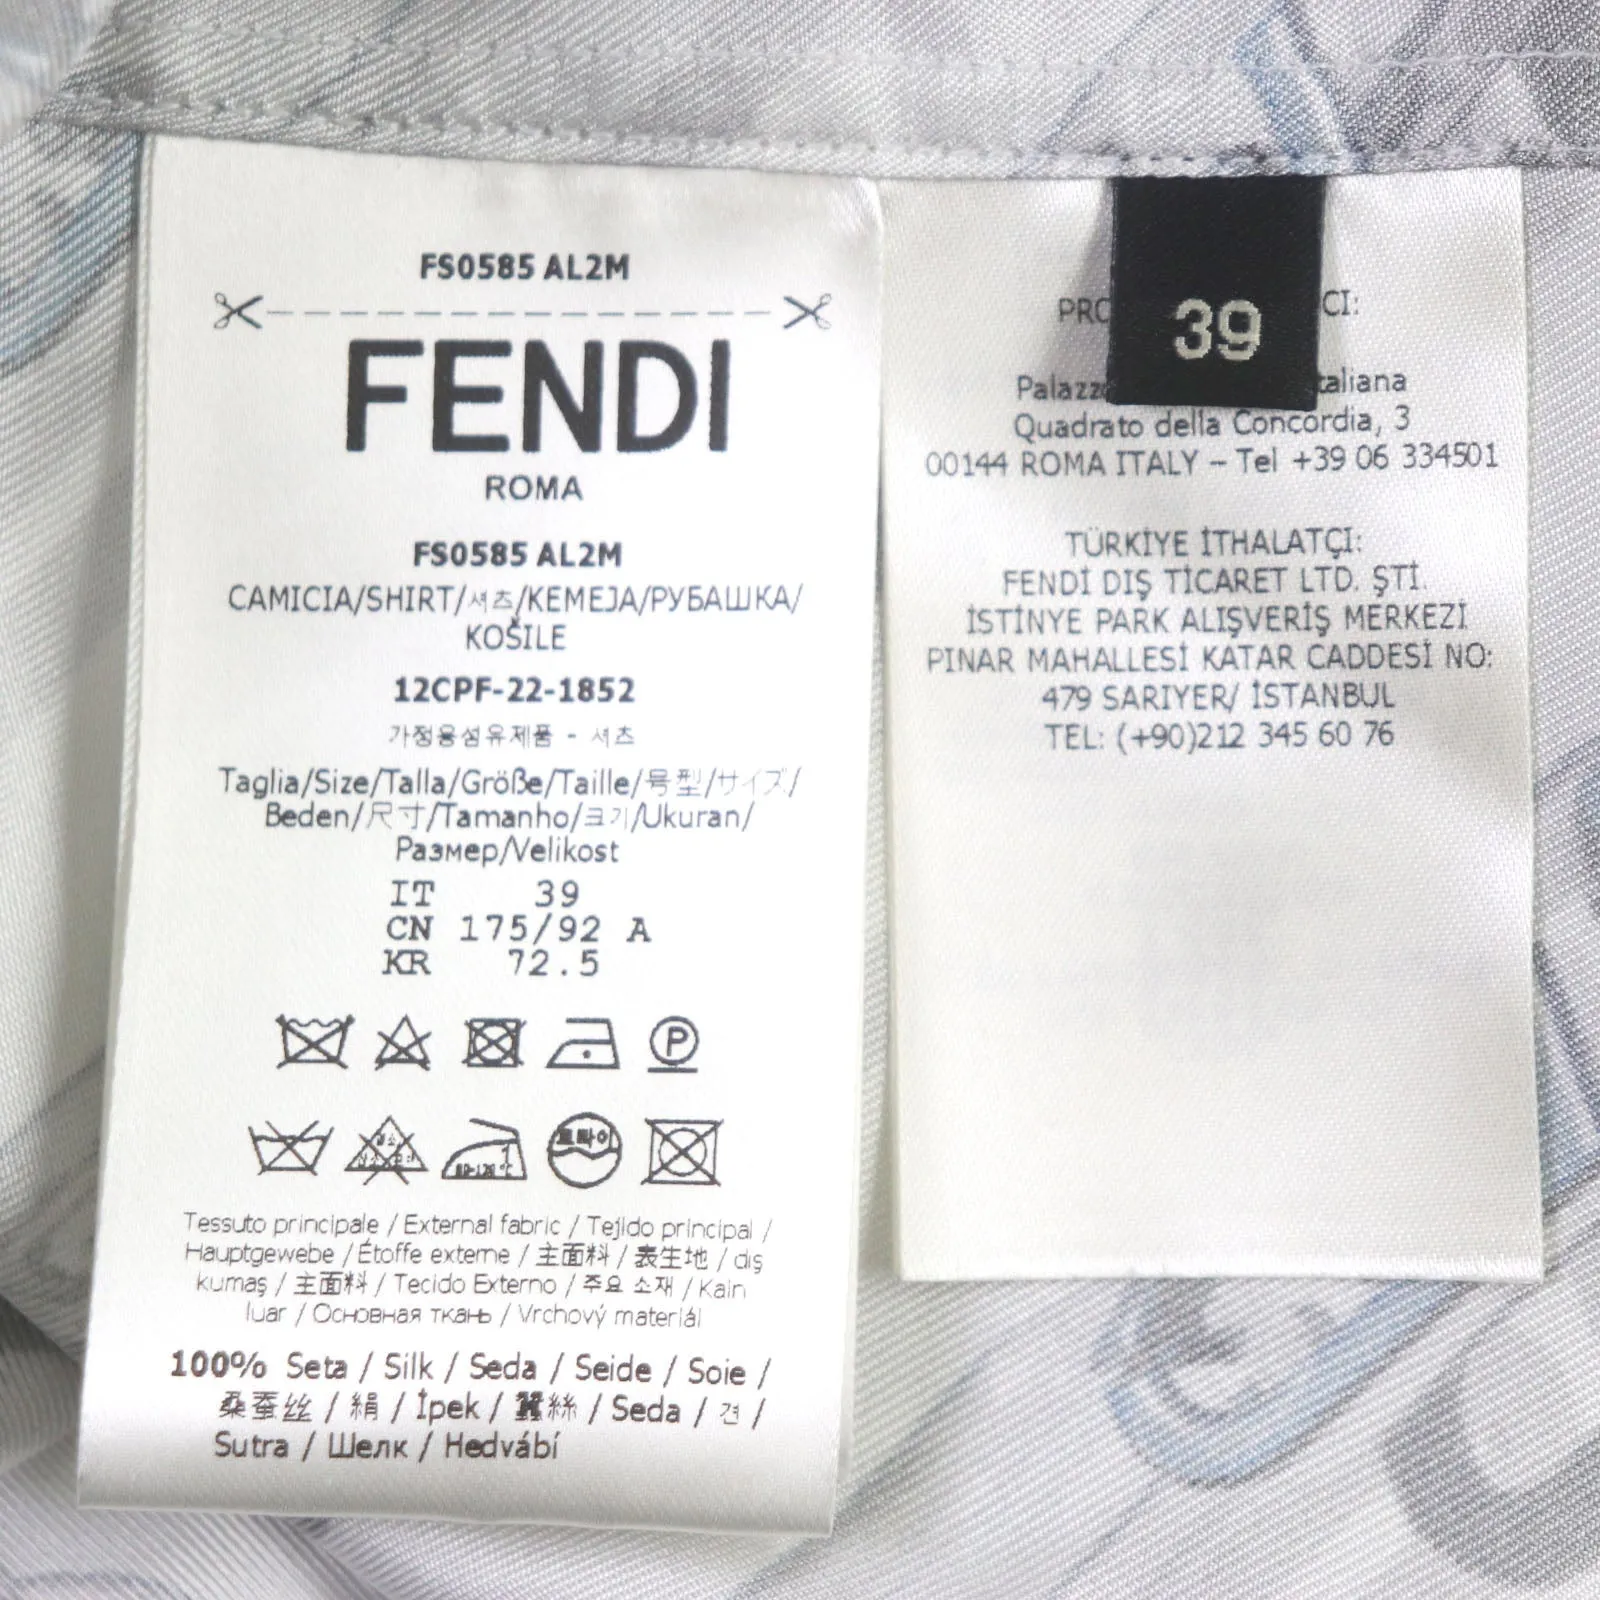 FS0585 AL2M
FENDI
ROMA
FS0585 AL2M
CAMICIA/SHIRT/셔츠/KEMEJA/РУБАШКА/
KOŠILE
12CPF-22-1852
가정용섬유제품 - 셔츠
Taglia/Size/Talla/Größe/Taille/号型/サイズ/
Beden/尺寸/Tamanho/크기/Ukuran/
Размер/Velikost
IT 39
CN 175/92 A
KR 72.5
P
드라이
80-120℃
Tessuto principale / External fabric / Tejido principal /
Hauptgewebe / Étoffe externe / 主面料 / 表生地 / dış
kumaş / 主面料 / Tecido Externo / 주요 소재 / Kain
luar / Основная ткань / Vrchový materiál
100% Seta / Silk / Seda / Seide / Soie /
桑蚕丝 / 絹 / İpek / 蠶絲 / Seda / 견 /
Sutra / Шелк / Hedvábí
39
Quadrato della Concordia, 3
00144 ROMA ITALY – Tel +39 06 334501
TÜRKİYE İTHALATÇI:
FENDİ DIŞ TİCARET LTD. ŞTİ.
İSTİNYE PARK ALIŞVERİŞ MERKEZİ
PINAR MAHALLESİ KATAR CADDESİ NO:
479 SARIYER/ İSTANBUL
TEL: (+90)212 345 60 76